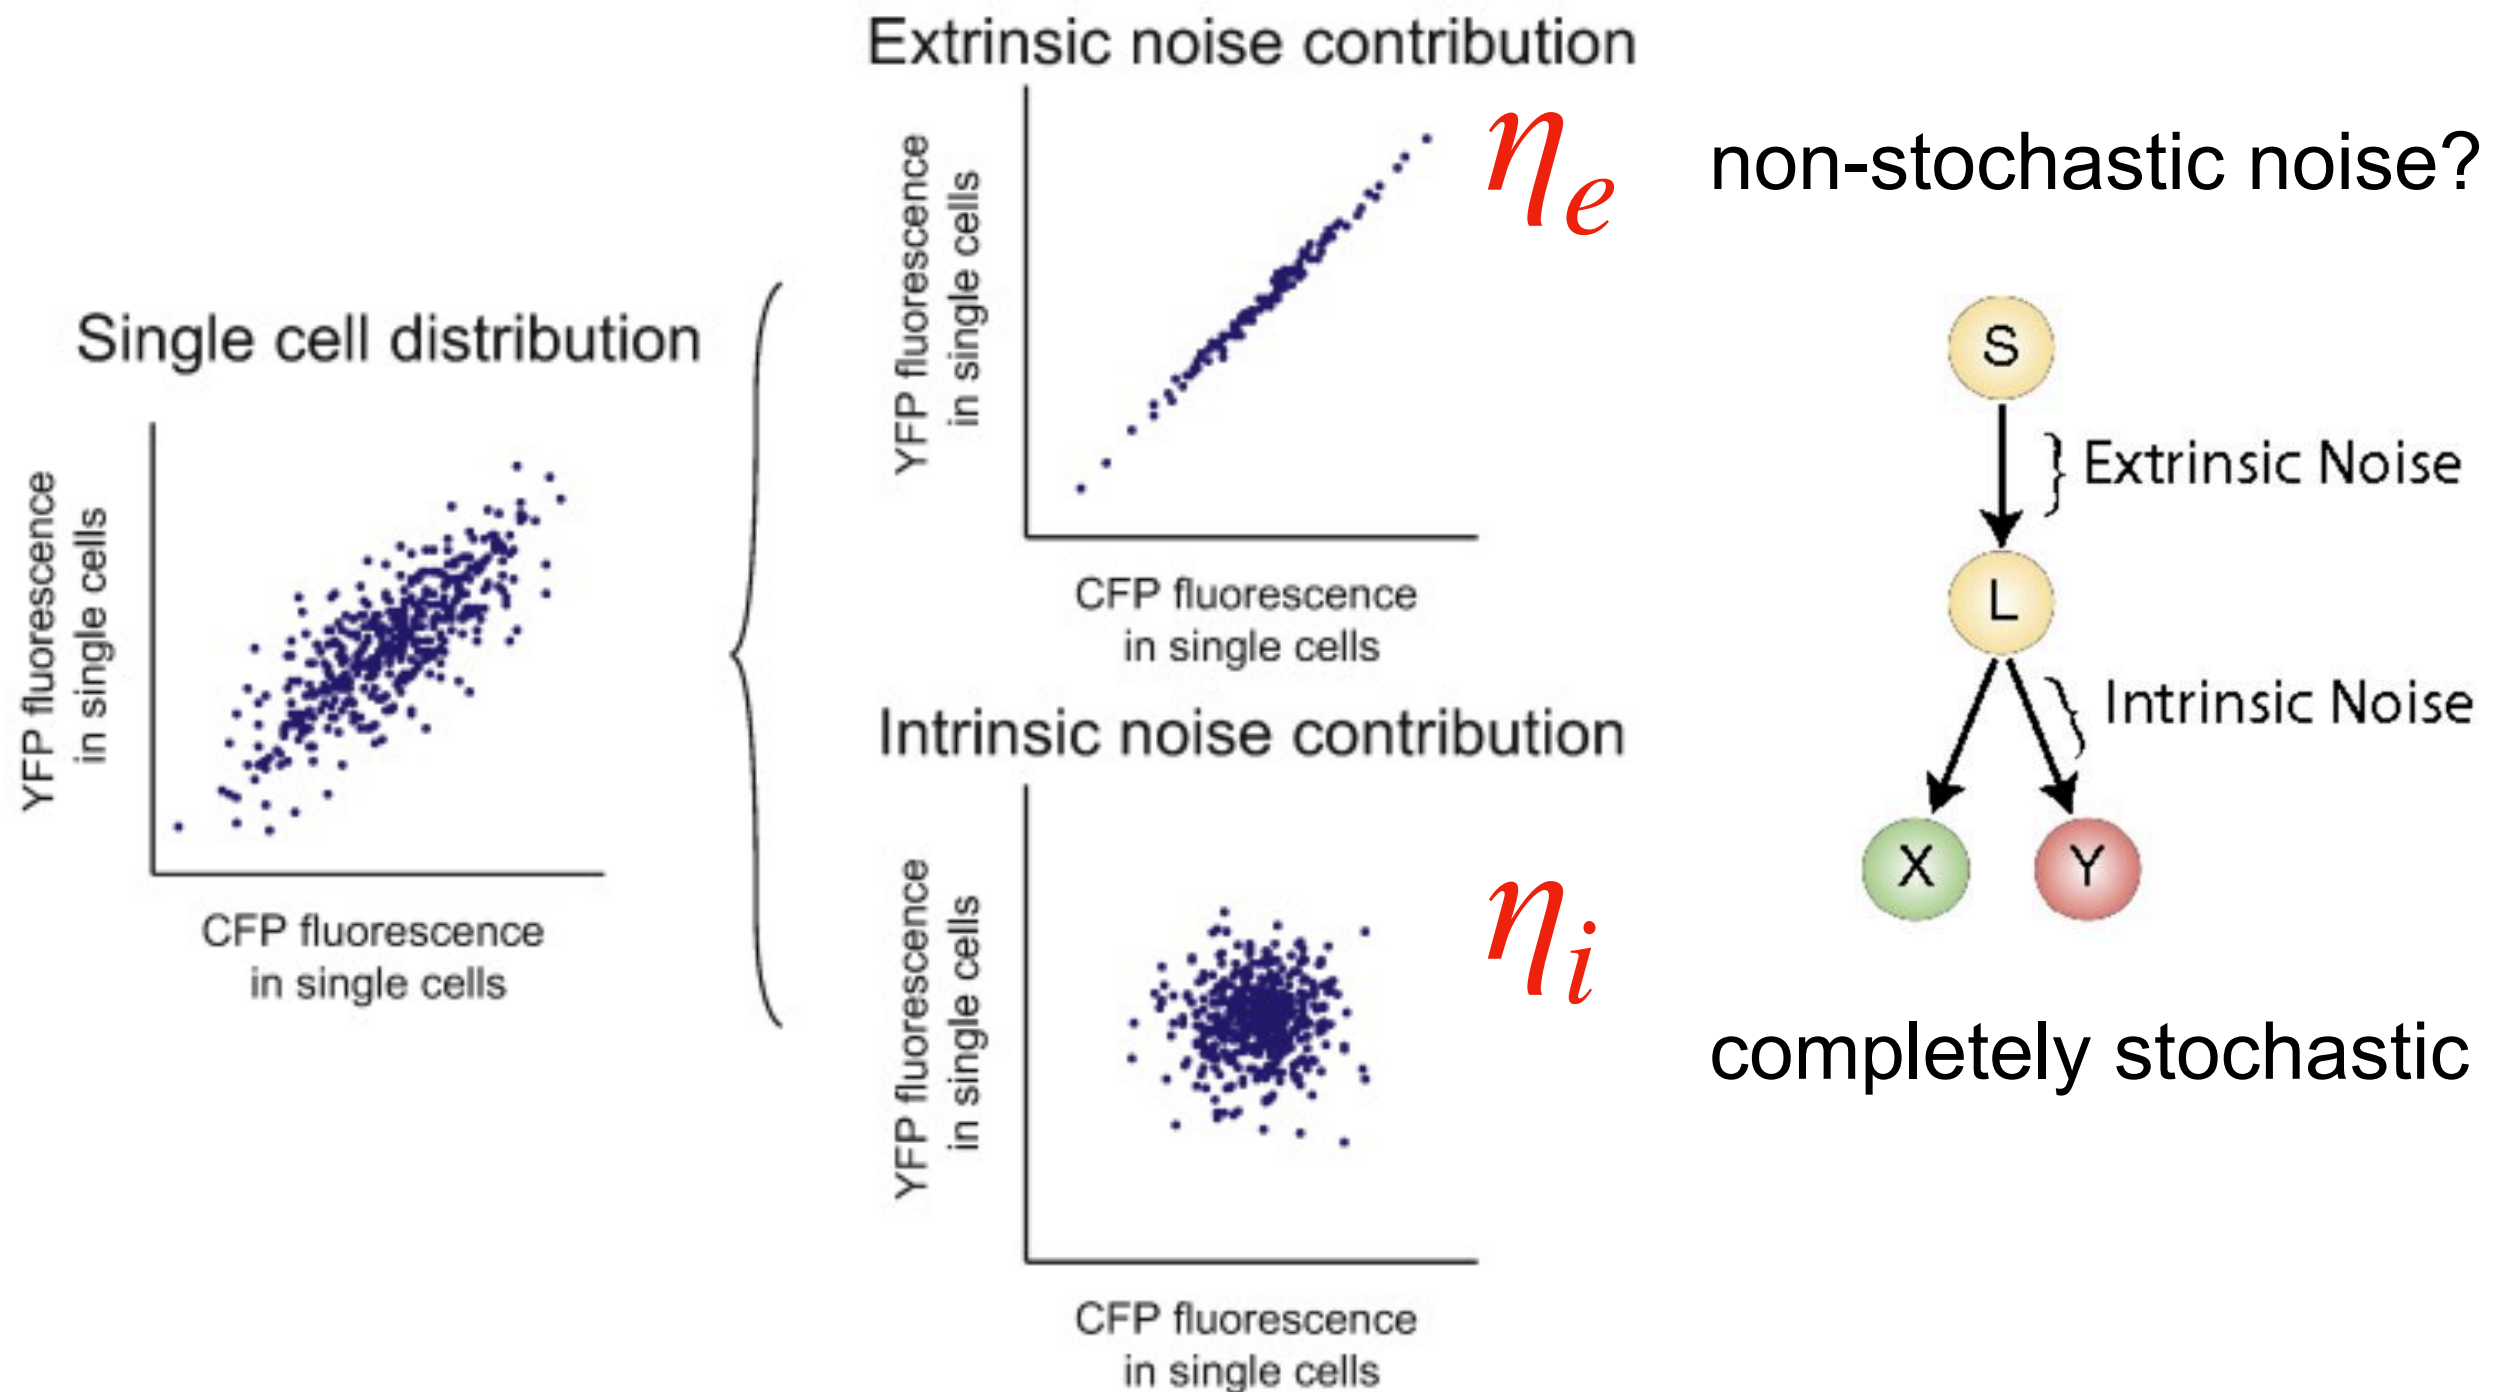 Single cell distribution
YFP fluorescence
in single cells
CFP fluorescence
in single cells
Extrinsic noise contribution
YFP fluorescence
in single cells
CFP fluorescence
in single cells
ηe
non-stochastic noise?
Intrinsic noise contribution
YFP fluorescence
in single cells
CFP fluorescence
in single cells
ηi
completely stochastic
S
Extrinsic Noise
L
Intrinsic Noise
X
Y